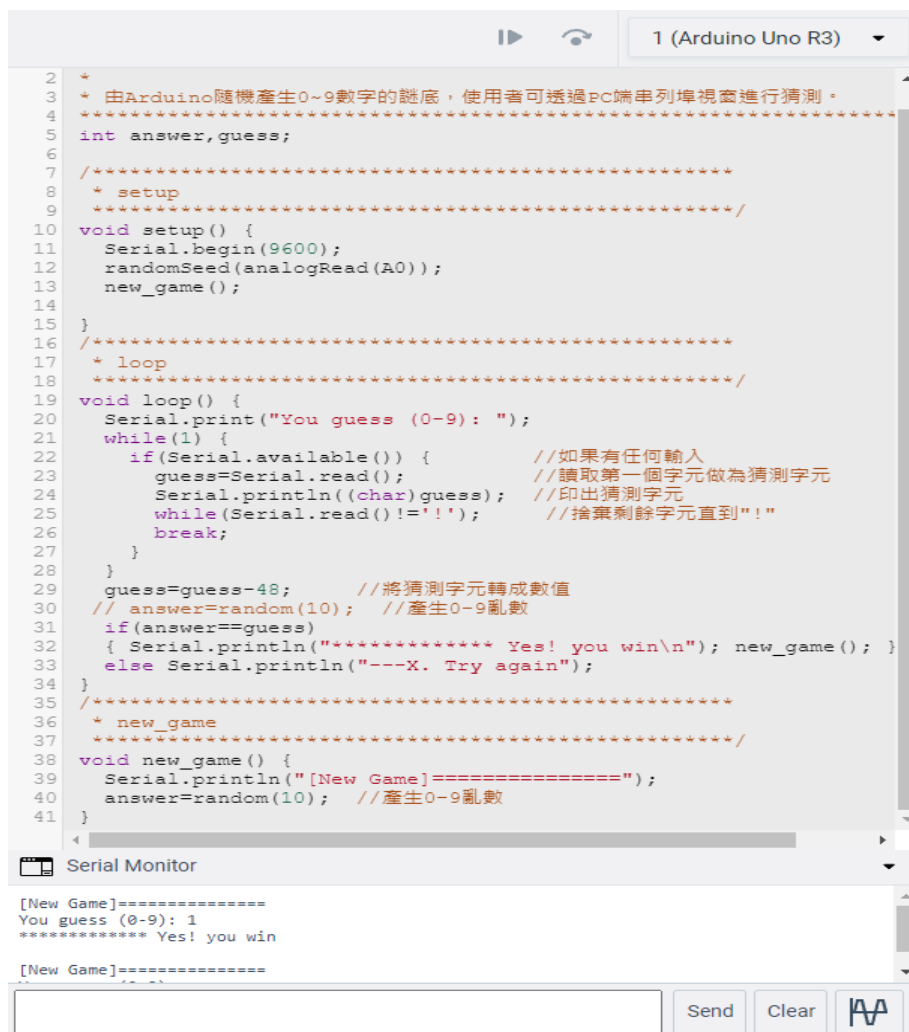 1 (Arduino Uno R3)
2 *
3 * 由Arduino隨機產生0~9數字的謎底，使用者可透過PC端串列埠視窗進行猜測。
4 *******************************************************************
5 int answer,guess;
6
7 /***************************************************
8 * setup
9 ***************************************************/
10 void setup() {
11 Serial.begin(9600);
12 randomSeed(analogRead(A0));
13 new_game();
14
15 }
16 /***************************************************
17 * loop
18 ***************************************************/
19 void loop() {
20 Serial.print("You guess (0-9): ");
21 while(1) {
22 if(Serial.available()) { //如果有任何輸入
23 guess=Serial.read(); //讀取第一個字元做為猜測字元
24 Serial.println((char)guess); //印出猜測字元
25 while(Serial.read()!='!'); //捨棄剩餘字元直到"!"
26 break;
27 }
28 }
29 guess=guess-48; //將猜測字元轉成數值
30 // answer=random(10); //產生0-9亂數
31 if(answer==guess)
32 { Serial.println("************* Yes! you win\n"); new_game(); }
33 else Serial.println("---X. Try again");
34 }
35 /***************************************************
36 * new_game
37 ***************************************************/
38 void new_game() {
39 Serial.println("[New Game]===============");
40 answer=random(10); //產生0-9亂數
41 }
Serial Monitor
[New Game]===============
You guess (0-9): 1
************* Yes! you win
[New Game]===============
Send Clear